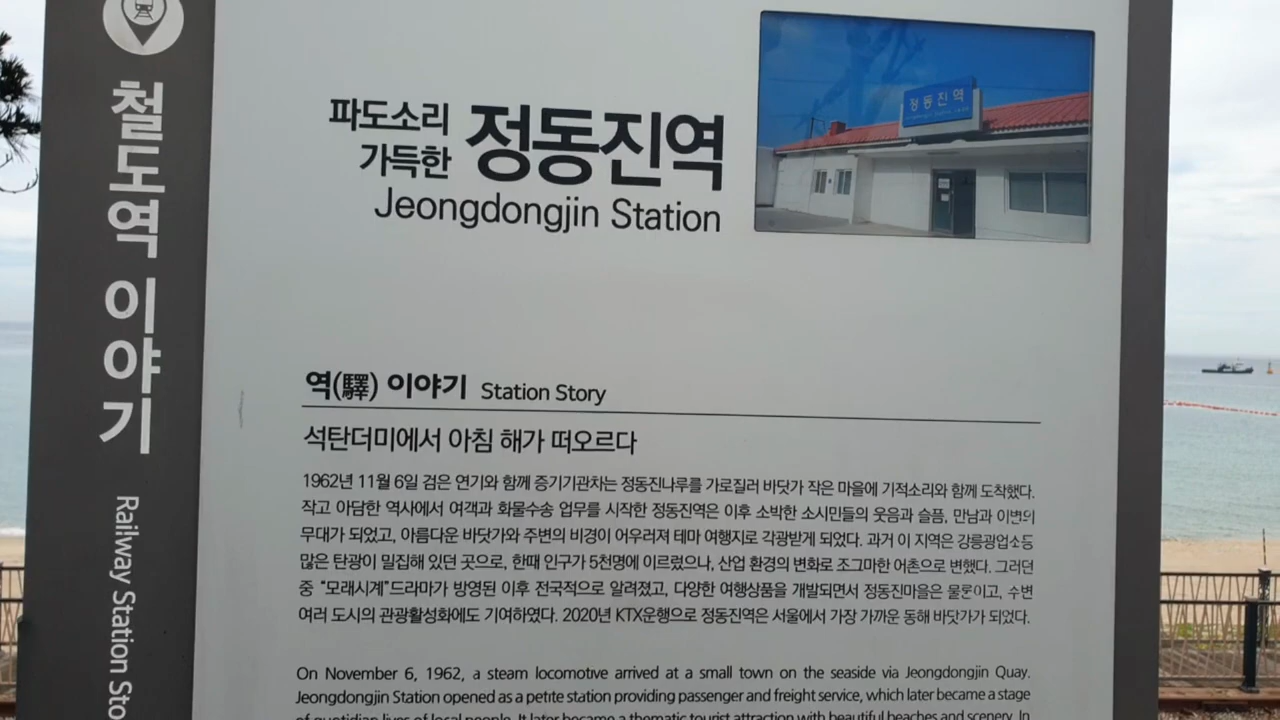 철도역 이야기
Railway Station Sto
파도소리
가득한 정동진역
Jeongdongjin Station
정동진역
역(驛) 이야기 Station Story
석탄더미에서 아침 해가 떠오르다
1962년 11월 6일 검은 연기와 함께 증기기관차는 정동진나루를 가로질러 바닷가 작은 마을에 기적소리와 함께 도착했다.
작고 아담한 역사에서 여객과 화물수송 업무를 시작한 정동진역은 이후 소박한 소시민들의 웃음과 슬픔, 만남과 이별의
무대가 되었고, 아름다운 바닷가와 주변의 비경이 어우러져 테마 여행지로 각광받게 되었다. 과거 이 지역은 강릉광업소등
많은 탄광이 밀집해 있던 곳으로, 한때 인구가 5천명에 이르렀으나, 산업 환경의 변화로 조그마한 어촌으로 변했다. 그러던
중 “모래시계”드라마가 방영된 이후 전국적으로 알려졌고, 다양한 여행상품을 개발되면서 정동진마을은 물론이고, 주변
여러 도시의 관광활성화에도 기여하였다. 2020년 KTX운행으로 정동진역은 서울에서 가장 가까운 동해 바닷가가 되었다.
On November 6, 1962, a steam locomotive arrived at a small town on the seaside via Jeongdongjin Quay.
Jeongdongjin Station opened as a petite station providing passenger and freight service, which later became a stage
of quotidian lives of local people. It later became a thematic tourist attraction with beautiful beaches and scenery. In